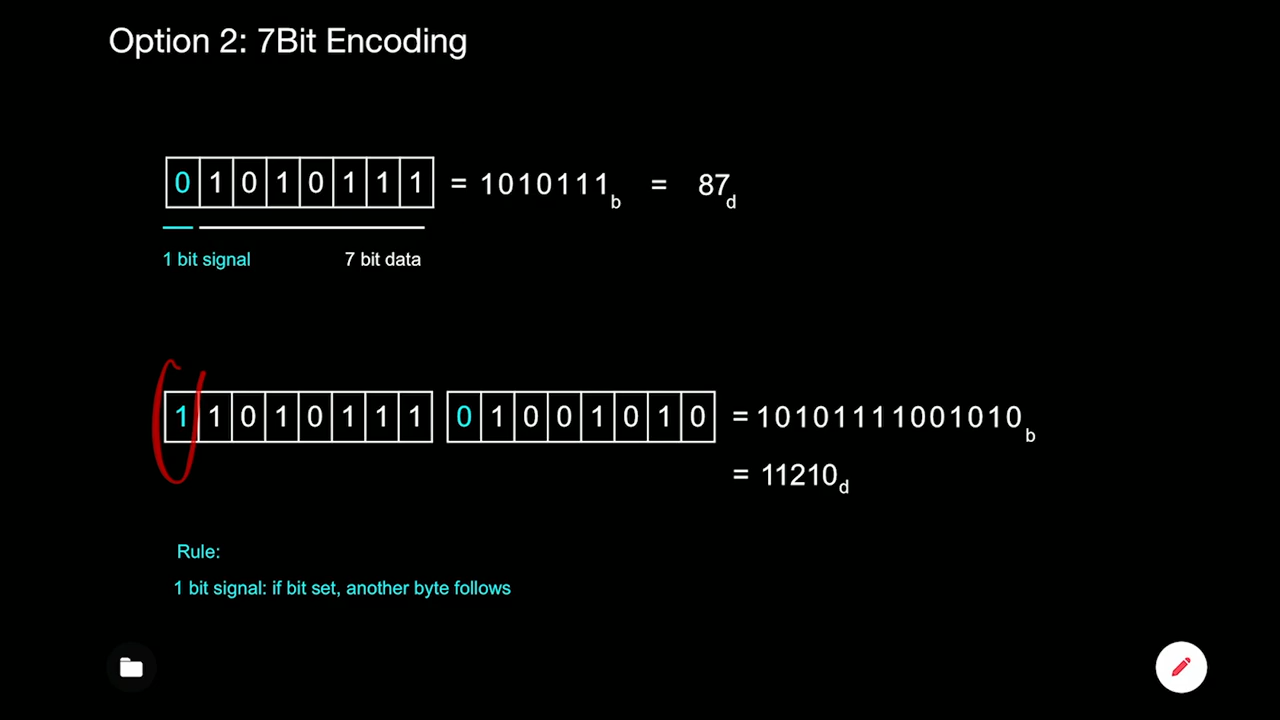 Option 2: 7Bit Encoding
0 1 0 1 0 1 1 1 = 1010111b = 87d
1 bit signal 7 bit data
1 1 0 1 0 1 1 1 0 1 0 0 1 0 1 0 = 10101111001010b
= 11210d
Rule:
1 bit signal: if bit set, another byte follows